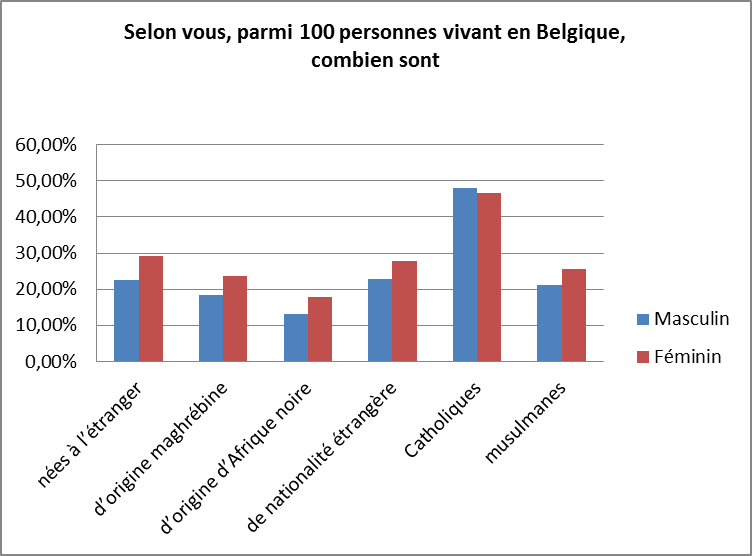 Selon vous, parmi 100 personnes vivant en Belgique,
combien sont
60,00%
50,00%
40,00%
30,00%
20,00%
10,00%
0,00%
nées à l’étranger
d’origine maghrébine
d’origine d’Afrique noire
de nationalité étrangère
Catholiques
musulmanes
Masculin
Féminin